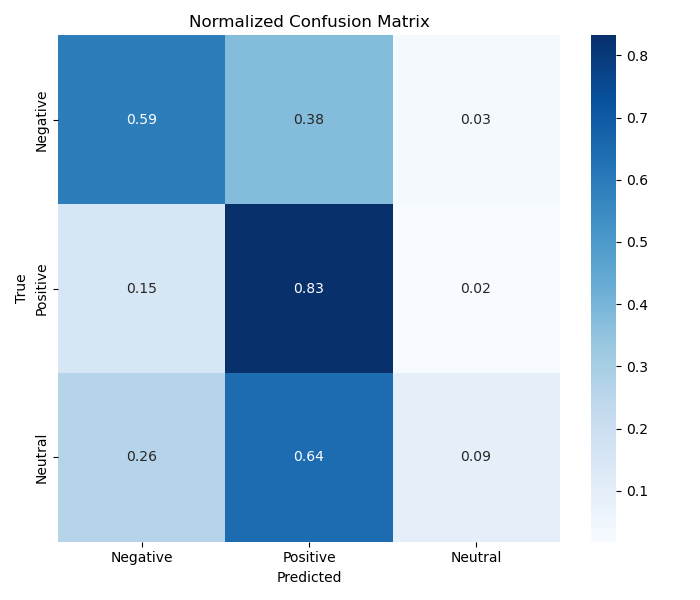 Normalized Confusion Matrix
Negative
0.59 0.38 0.03
True
Positive
0.15 0.83 0.02
Neutral
0.26 0.64 0.09
Negative Positive Neutral
Predicted
0.8
0.7
0.6
0.5
0.4
0.3
0.2
0.1